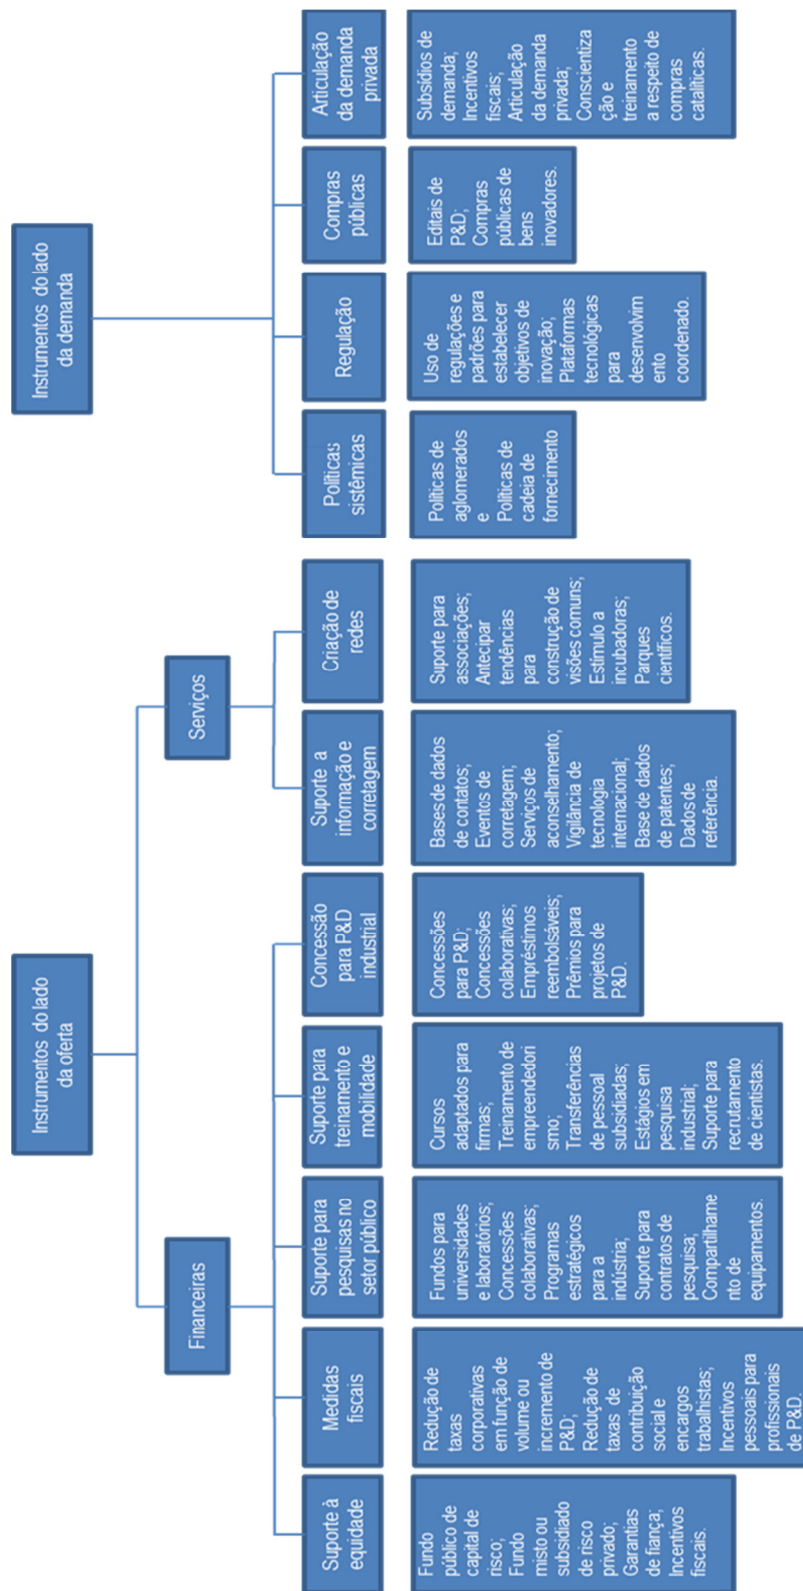 Instrumentos do lado
da oferta
Financeiras
Serviços
Suporte à
equidade
Medidas
fiscais
Suporte para
pesquisas no
setor público
Suporte para
treinamento e
mobilidade
Concessão
para P&D
industrial
Suporte a
informação e
corretagem
Criação de
redes
Fundo
público de
capital de
risco; Fundo
misto ou
subsidiado
de risco
privado;
Garantias
de fiança;
Incentivos
fiscais.
Redução de
taxas
corporativas
em função de
volume ou
incremento de
P&D;
Redução de
taxas de
contribuição
social e
encargos
trabalhistas;
Incentivos
pessoais para
profissionais
de P&D.
Fundos para
universidades
e laboratórios;
Concessões
colaborativas;
Programas
estratégicos
para a
indústria;
Suporte para
contratos de
pesquisa;
Compartilhame
nto de
equipamentos.
Cursos
adaptados para
firmas;
Treinamento de
empreendedori
smo;
Transferências
de pessoal
subsidiadas;
Estágios em
pesquisa
industrial;
Suporte para
recrutamento
de cientistas.
Concessões
para P&D;
Concessões
colaborativas;
Empréstimos
reembolsáveis;
Prêmios para
projetos de
P&D.
Bases de dados
de contatos;
Eventos de
corretagem;
Serviços de
aconselhamento;
Vigilância de
tecnologia
internacional;
Base de dados
de patentes;
Dados de
referência.
Suporte para
associações;
Antecipar
tendências
para
construção de
visões comuns;
Estímulo a
incubadoras;
Parques
científicos.
Instrumentos do lado
da demanda
Políticas
sistêmicas
Regulação
Compras
públicas
Articulação
da demanda
privada
Políticas de
aglomerados
e
Políticas de
cadeia de
fornecimento
Uso de
regulações e
padrões para
estabelecer
objetivos de
inovação;
Plataformas
tecnológicas
para
desenvolvim
ento
coordenado.
Editais de
P&D;
Compras
públicas de
bens
inovadores.
Subsídios de
demanda;
Incentivos
fiscais;
Articulação
da demanda
privada;
Conscientiza
ção e
treinamento
a respeito de
compras
catalíticas.